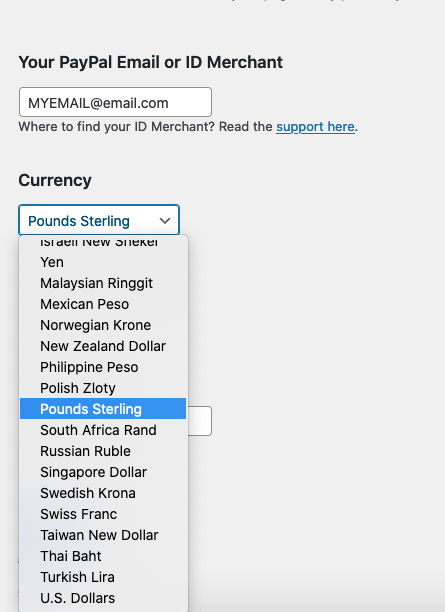 Your PayPal Email or ID Merchant
MYEMAIL@email.com
Where to find your ID Merchant? Read the support here.
Currency
Pounds Sterling
Israeli New Shekel
Yen
Malaysian Ringgit
Mexican Peso
Norwegian Krone
New Zealand Dollar
Philippine Peso
Polish Zloty
Pounds Sterling
South Africa Rand
Russian Ruble
Singapore Dollar
Swedish Krona
Swiss Franc
Taiwan New Dollar
Thai Baht
Turkish Lira
U.S. Dollars